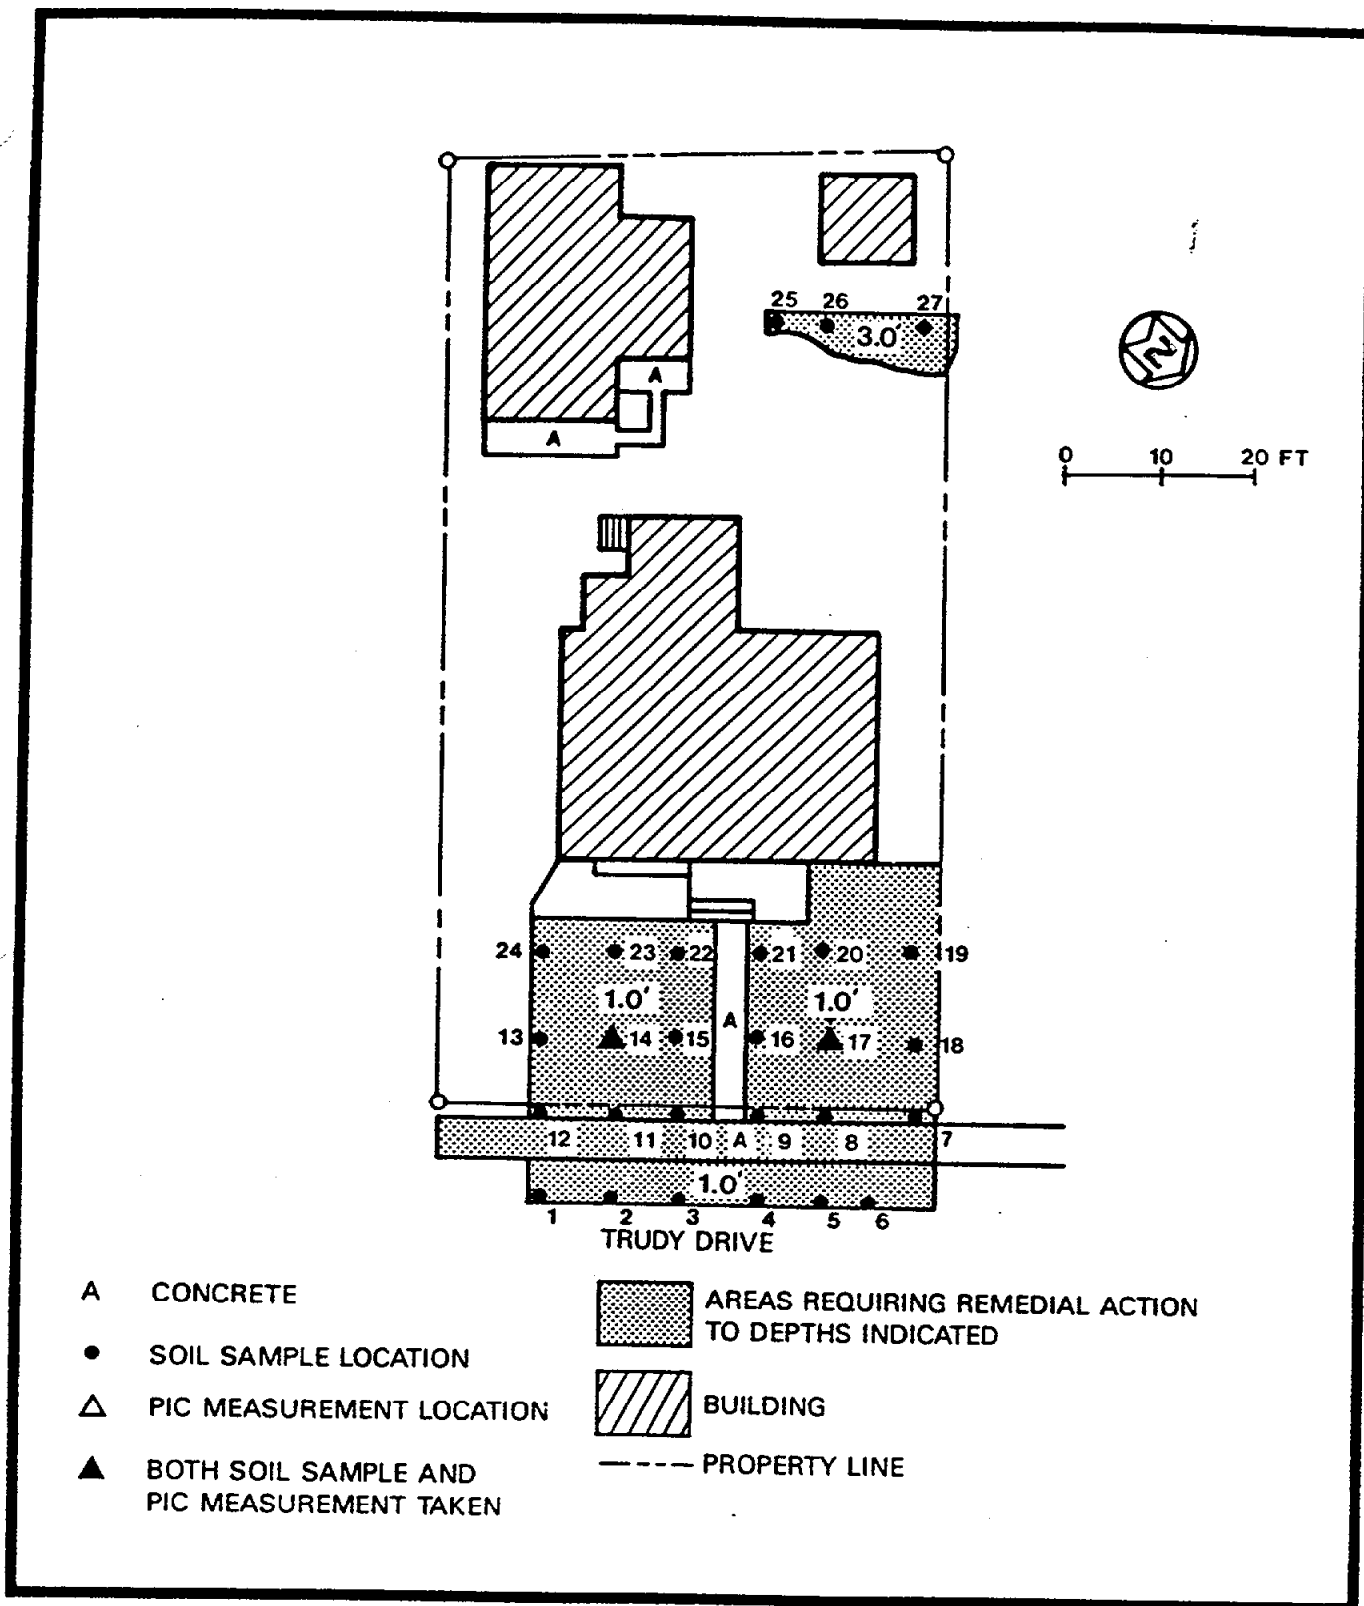 25 26 27
3.0'
A
A
N
0 10 20 FT
24 23 22 21 20 19
1.0' 1.0'
A
13 14 15 16 17 18
12 11 10 A 9 8 7
1.0'
1 2 3 4 5 6
TRUDY DRIVE
A CONCRETE
SOIL SAMPLE LOCATION
PIC MEASUREMENT LOCATION
BOTH SOIL SAMPLE AND
PIC MEASUREMENT TAKEN
AREAS REQUIRING REMEDIAL ACTION
TO DEPTHS INDICATED
BUILDING
PROPERTY LINE